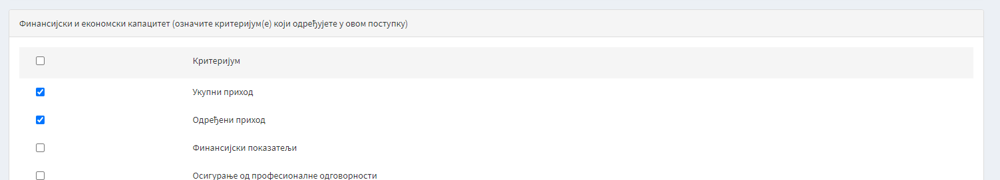 Финансијски и економски капацитет (означите критеријум(е) који одређујете у овом поступку)
Критеријум
Укупни приход
Одређени приход
Финансијски показатељи
Осигурање од професионалне одговорности